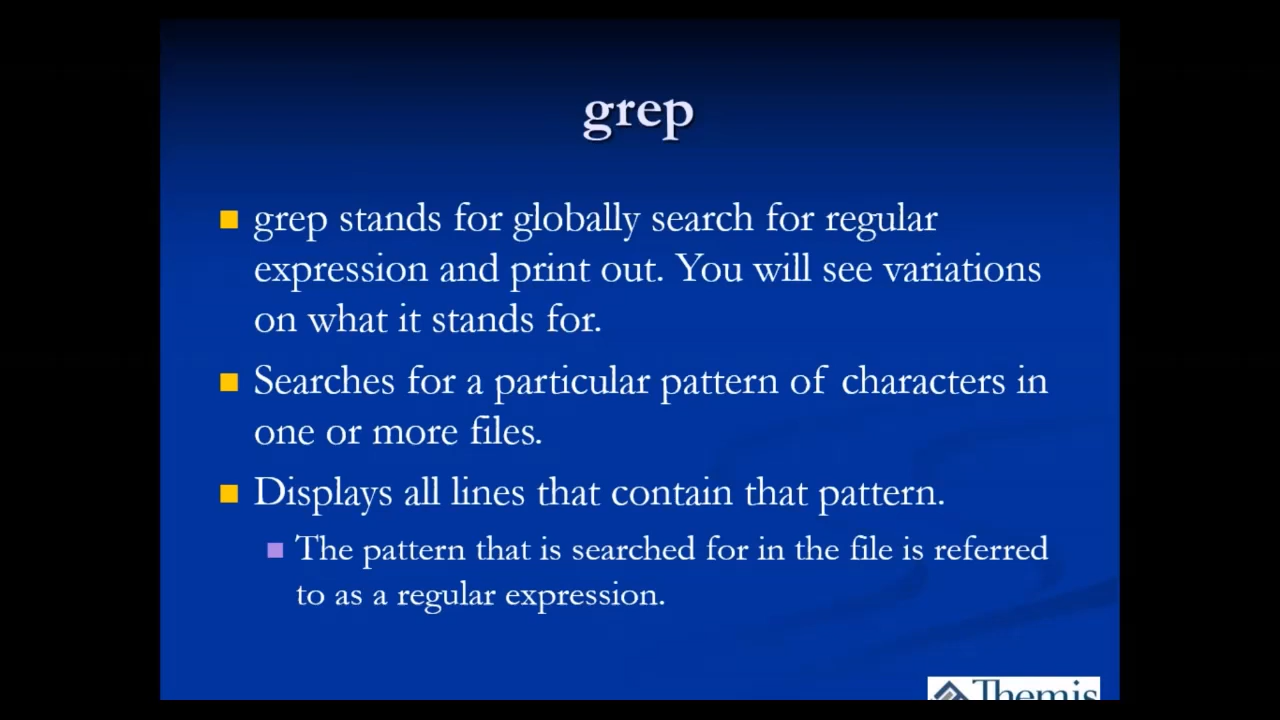 grep
grep stands for globally search for regular
expression and print out. You will see variations
on what it stands for.
Searches for a particular pattern of characters in
one or more files.
Displays all lines that contain that pattern.
The pattern that is searched for in the file is referred
to as a regular expression.
Themis